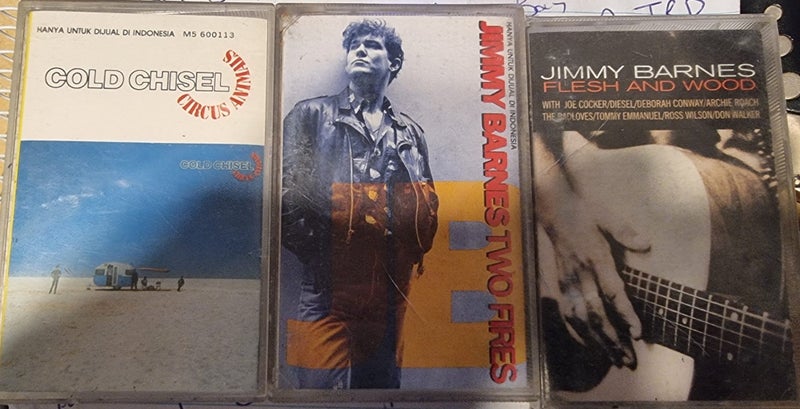 HANYA UNTUK DIJUAL DI INDONESIA M5 600113
COLD CHISEL
CIRCUS ANIMALS
COLD CHISEL
CIRCUS ANIMALS
HANYA UNTUK DIJUAL DI INDONESIA
JIMMY BARNES TWO FIRES
JIMMY BARNES
FLESH AND WOOD
WITH JOE COCKER/DIESEL/DEBORAH CONWAY/ARCHIE ROACH
THE BADLOVES/TOMMY EMMANUEL/ROSS WILSON/DON WALKER